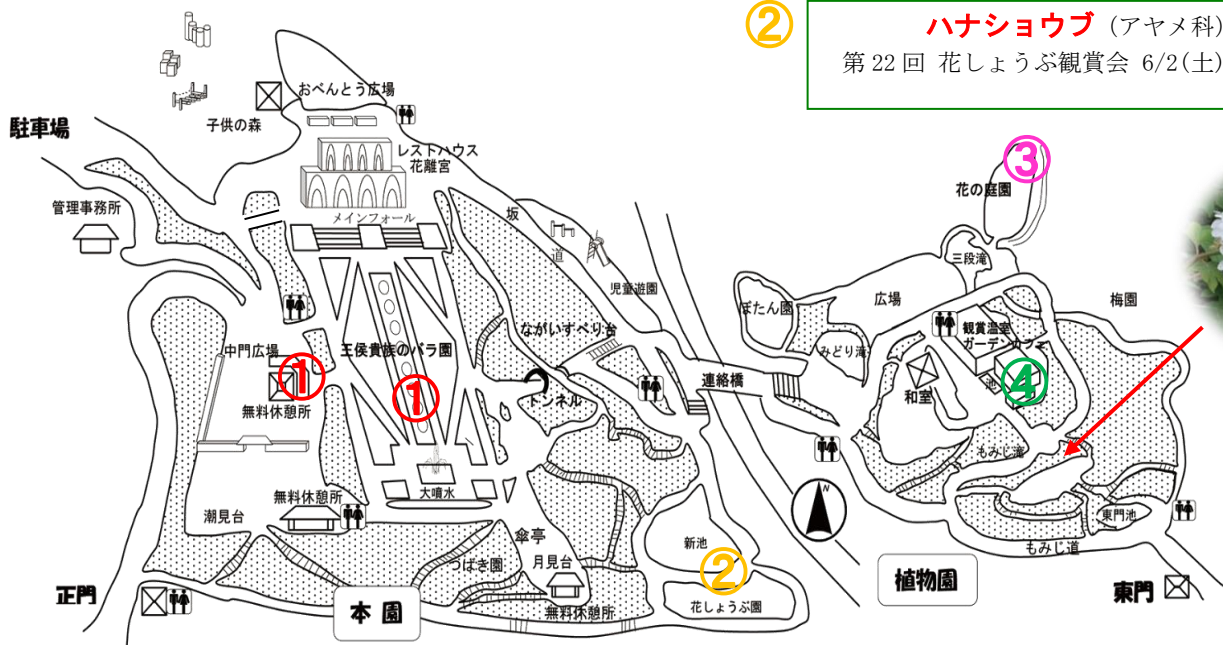 ②
ハナショウブ (アヤメ科)
第 22 回 花しょうぶ観賞会 6/2(土)
おべんとう広場
子供の森
駐車場
レストハウス
花離宮
管理事務所
メインフォール
坂
道
児童遊園
③
花の庭園
三段滝
広場
梅園
ぼたん園
みどり滝
観賞温室
ガーデンカフェ
池
④
和室
中門広場
①
無料休憩所
王侯貴族のバラ園
①
ながいすべり台
トンネル
連絡橋
もみじ滝
大噴水
無料休憩所
潮見台
傘亭
月見台
つばき園
無料休憩所
新池
②
花しょうぶ園
N
東門池
もみじ道
正門
本園
植物園
東門